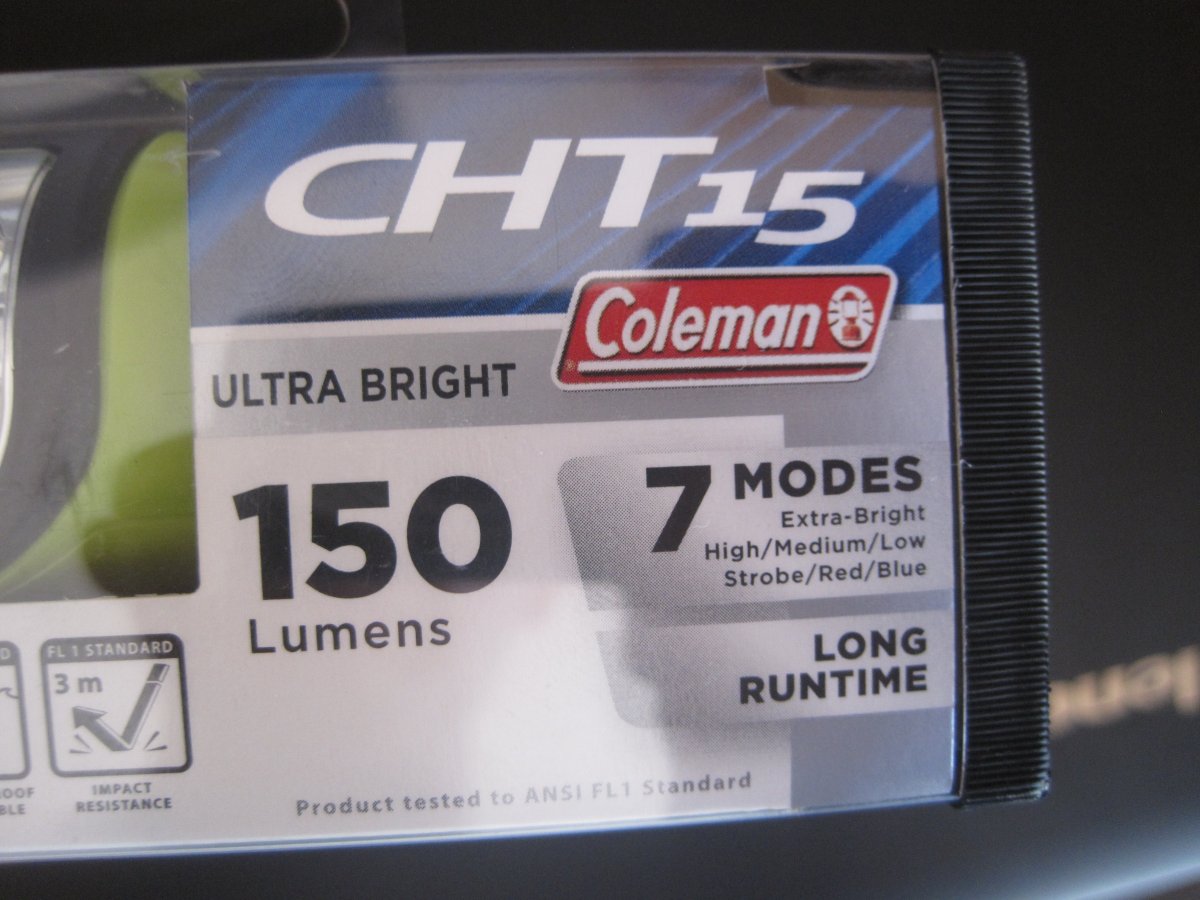 CHT15
Coleman
ULTRA BRIGHT
150
Lumens
7 MODES
Extra-Bright
High/Medium/Low
Strobe/Red/Blue
LONG
RUNTIME
FL 1 STANDARD
3 m
IMPACT
RESISTANCE
Product tested to ANSI FL1 Standard